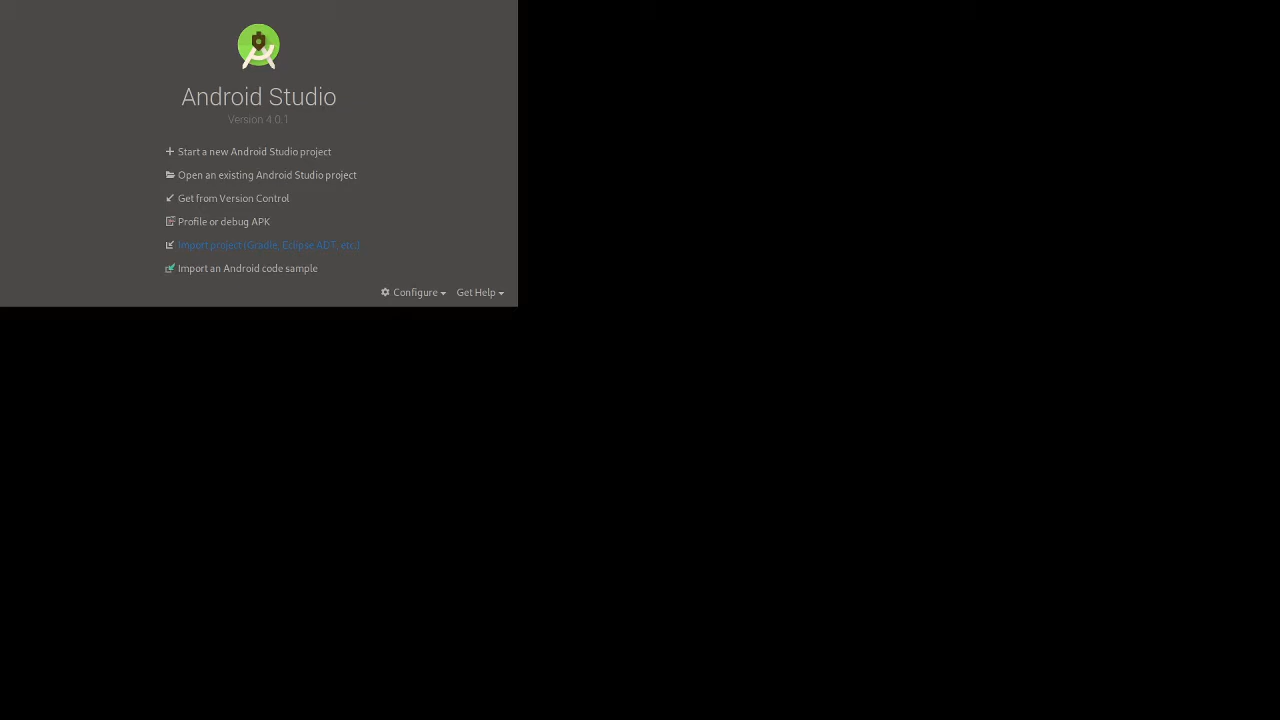 Android Studio
Version 4.0.1
Start a new Android Studio project
Open an existing Android Studio project
Get from Version Control
Profile or debug APK
Import project (Gradle, Eclipse ADT, etc.)
Import an Android code sample
Configure Get Help